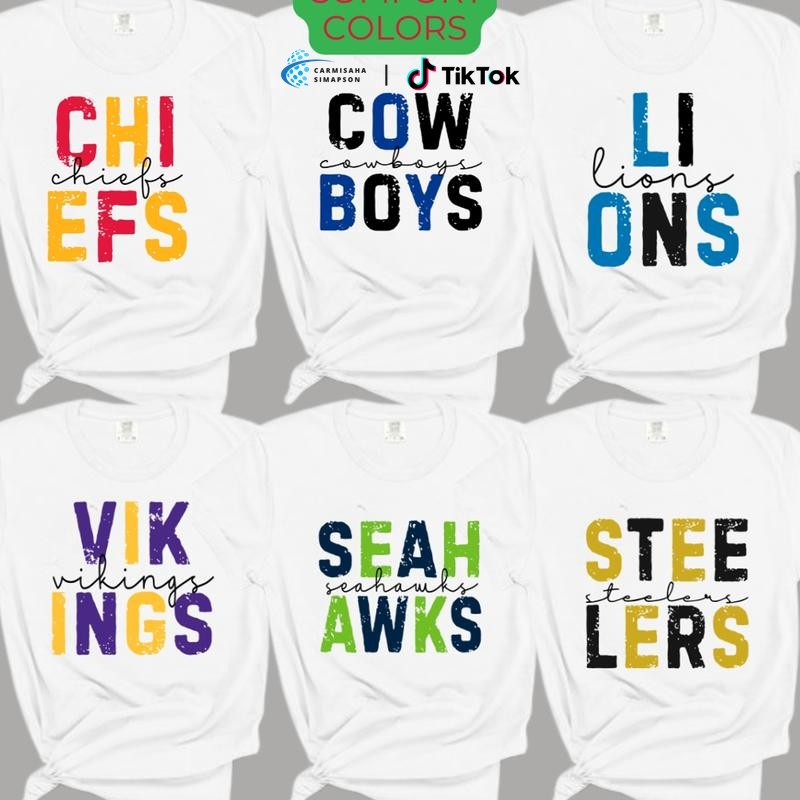 COMFORT
COLORS
CARMISAHA
SIMAPSON
TikTok
CHI
chiefs
EFS
COW
cowboys
BOYS
LI
lions
ONS
VIK
vikings
INGS
SEAH
seahawks
AWKS
STEE
steelers
LERS